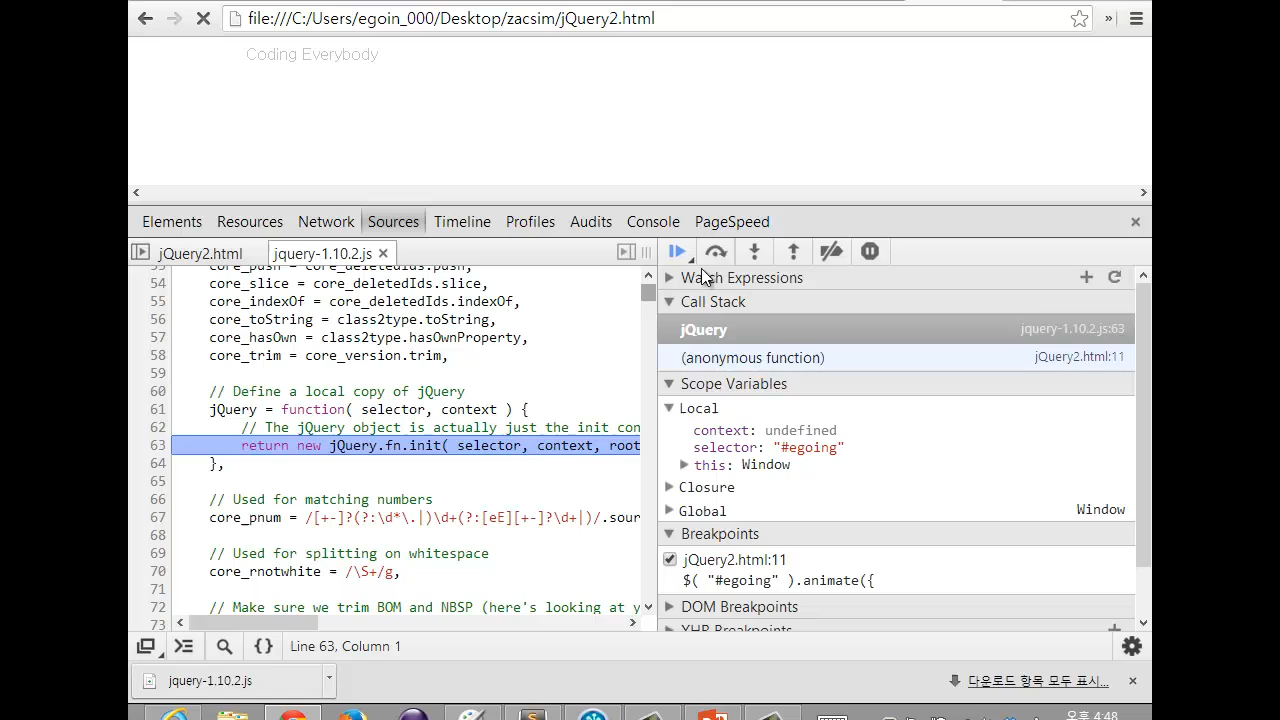 file:///C:/Users/egoin_000/Desktop/zacsim/jQuery2.html
»
Coding Everybody
Elements Resources Network Sources Timeline Profiles Audits Console PageSpeed
jQuery2.html jquery-1.10.2.js
54 core_slice = core_deletedIds.slice,
55 core_indexOf = core_deletedIds.indexOf,
56 core_toString = class2type.toString,
57 core_hasOwn = class2type.hasOwnProperty,
58 core_trim = core_version.trim,
59
60 // Define a local copy of jQuery
61 jQuery = function( selector, context ) {
62 // The jQuery object is actually just the init con
63 return new jQuery.fn.init( selector, context, root
64 },
65
66 // Used for matching numbers
67 core_pnum = /[+-]?(?:\d*\.|)\d+(?:[eE][+-]?\d+|)/.sour
68
69 // Used for splitting on whitespace
70 core_rnotwhite = /\S+/g,
71
72 // Make sure we trim BOM and NBSP (here's looking at y
73
Watch Expressions
Call Stack
jQuery jquery-1.10.2.js:63
(anonymous function) jQuery2.html:11
Scope Variables
Local
context: undefined
selector: "#egoing"
this: Window
Closure
Global Window
Breakpoints
jQuery2.html:11
$( "#egoing" ).animate({
DOM Breakpoints
XHR Breakpoints
{} Line 63, Column 1
jquery-1.10.2.js
다운로드 항목 모두 표시...
오후 4:48